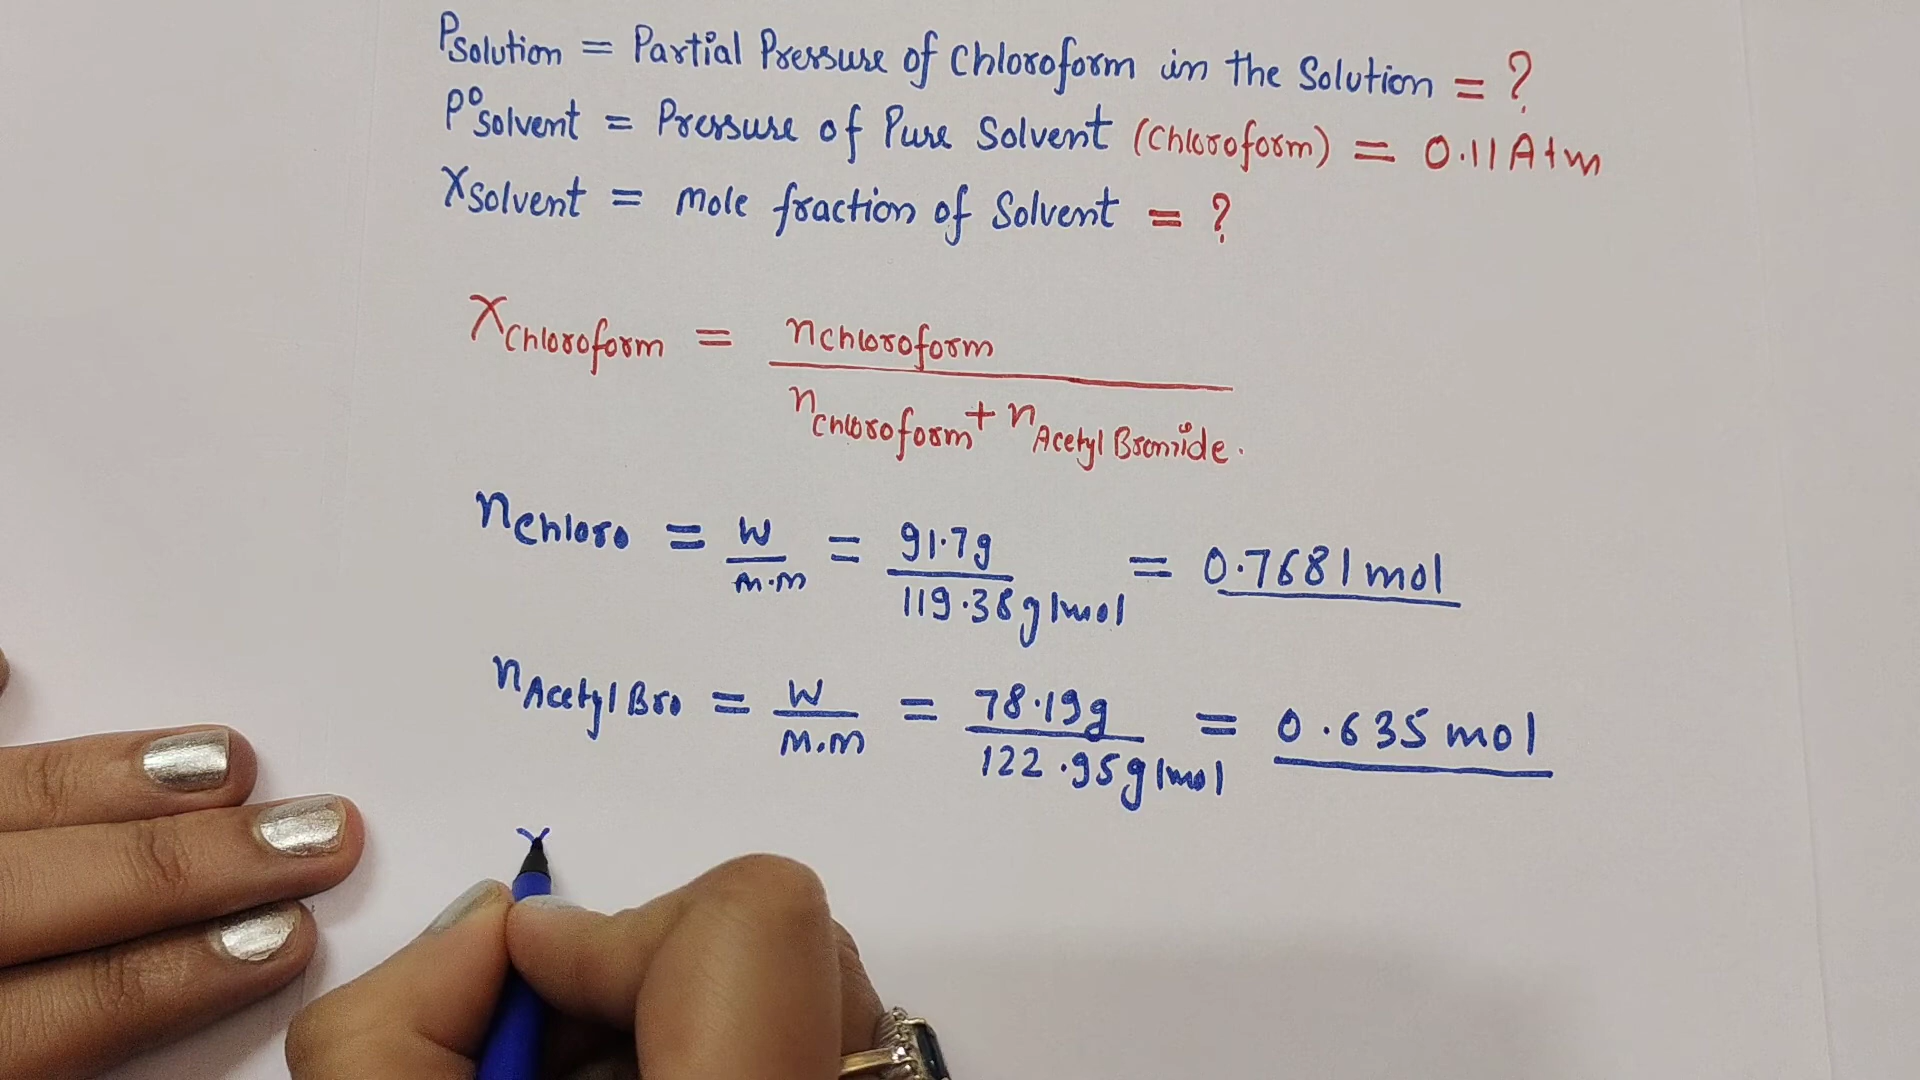 Psolution = Partial Pressure of Chloroform in the Solution = ?
P°solvent = Pressure of Pure Solvent (Chloroform) = 0.11 Atm
Xsolvent = mole fraction of Solvent = ?
XChloroform = nchloroform
nchloroform + nAcetyl Bromide.
nchloro = W = 91.7g = 0.7681 mol
m.m 119.38 g/mol
nAcetyl Bro = W = 78.19g = 0.635 mol
M.m 122.95 g/mol
X